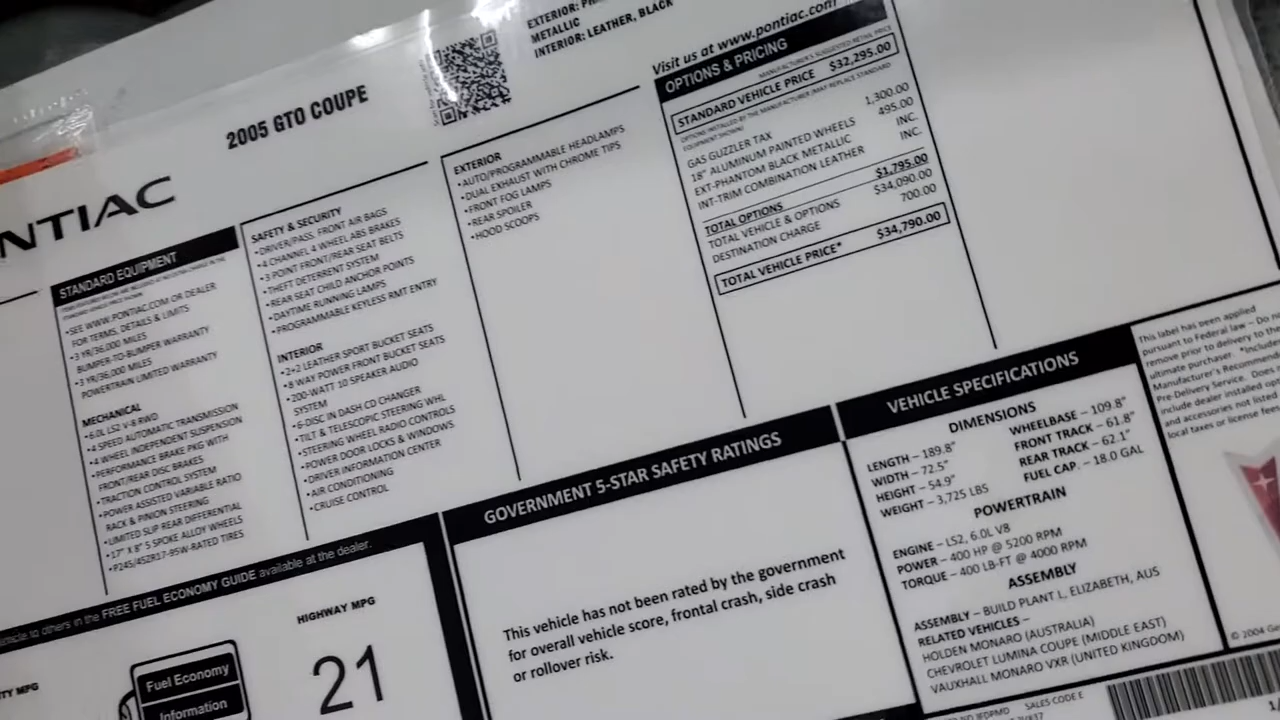 EXTERIOR:
METALLIC
INTERIOR: LEATHER, BLACK
2005 GTO COUPE
NTIAC
STANDARD EQUIPMENT
•SEE WWW.PONTIAC.COM OR DEALER
FOR TERMS, DETAILS & LIMITS
•3 YR/36,000 MILES
BUMPER-TO-BUMPER WARRANTY
•3 YR/36,000 MILES
POWERTRAIN LIMITED WARRANTY
MECHANICAL
•6.0L LS2 V-8 RWD
•4 SPEED AUTOMATIC TRANSMISSION
•4 WHEEL INDEPENDENT SUSPENSION
•PERFORMANCE BRAKE PKG WITH
FRONT/REAR DISC BRAKES
•TRACTION CONTROL SYSTEM
•POWER ASSISTED VARIABLE RATIO
RACK & PINION STEERING
•LIMITED SLIP REAR DIFFERENTIAL
•17" X 8" 5 SPOKE ALLOY WHEELS
•P245/45ZR17-95W-RATED TIRES
SAFETY & SECURITY
•DRIVER/PASS. FRONT AIR BAGS
•4 CHANNEL 4 WHEEL ABS BRAKES
•3 POINT FRONT/REAR SEAT BELTS
•THEFT DETERRENT SYSTEM
•REAR SEAT CHILD ANCHOR POINTS
•DAYTIME RUNNING LAMPS
•PROGRAMMABLE KEYLESS RMT ENTRY
INTERIOR
•2+2 LEATHER SPORT BUCKET SEATS
•8 WAY POWER FRONT BUCKET SEATS
•200-WATT 10 SPEAKER AUDIO
SYSTEM
•6-DISC IN DASH CD CHANGER
•TILT & TELESCOPIC STEERING WHL
•STEERING WHEEL RADIO CONTROLS
•POWER DOOR LOCKS & WINDOWS
•DRIVER INFORMATION CENTER
•AIR CONDITIONING
•CRUISE CONTROL
EXTERIOR
•AUTO/PROGRAMMABLE HEADLAMPS
•DUAL EXHAUST WITH CHROME TIPS
•FRONT FOG LAMPS
•REAR SPOILER
•HOOD SCOOPS
Visit us at www.pontiac.com
OPTIONS & PRICING
MANUFACTURER'S SUGGESTED RETAIL PRICE
STANDARD VEHICLE PRICE $32,295.00
OPTIONS INSTALLED BY THE MANUFACTURER (MAY REPLACE STANDARD
EQUIPMENT SHOWN)
GAS GUZZLER TAX 1,300.00
18" ALUMINUM PAINTED WHEELS 495.00
EXT-PHANTOM BLACK METALLIC INC.
INT-TRIM COMBINATION LEATHER INC.
TOTAL OPTIONS $1,795.00
TOTAL VEHICLE & OPTIONS $34,090.00
DESTINATION CHARGE 700.00
TOTAL VEHICLE PRICE* $34,790.00
to others in the FREE FUEL ECONOMY GUIDE available at the dealer.
MPG
Fuel Economy
Information
HIGHWAY MPG
21
GOVERNMENT 5-STAR SAFETY RATINGS
This vehicle has not been rated by the government
for overall vehicle score, frontal crash, side crash
or rollover risk.
VEHICLE SPECIFICATIONS
DIMENSIONS
LENGTH – 189.8" WHEELBASE – 109.8"
WIDTH – 72.5" FRONT TRACK – 61.8"
HEIGHT – 54.9" REAR TRACK – 62.1"
WEIGHT – 3,725 LBS FUEL CAP. – 18.0 GAL
POWERTRAIN
ENGINE – LS2, 6.0L V8
POWER – 400 HP @ 5200 RPM
TORQUE – 400 LB-FT @ 4000 RPM
ASSEMBLY
ASSEMBLY – BUILD PLANT L, ELIZABETH, AUS
RELATED VEHICLES –
HOLDEN MONARO (AUSTRALIA)
CHEVROLET LUMINA COUPE (MIDDLE EAST)
VAUXHALL MONARO VXR (UNITED KINGDOM)
This label has been applied
pursuant to Federal law – Do
remove prior to delivery to
ultimate purchaser. *Includes
Manufacturer's
Pre-Delivery Service. Does
include dealer installed
and accessories not listed
local taxes or license
© 2004
SALES CODE E